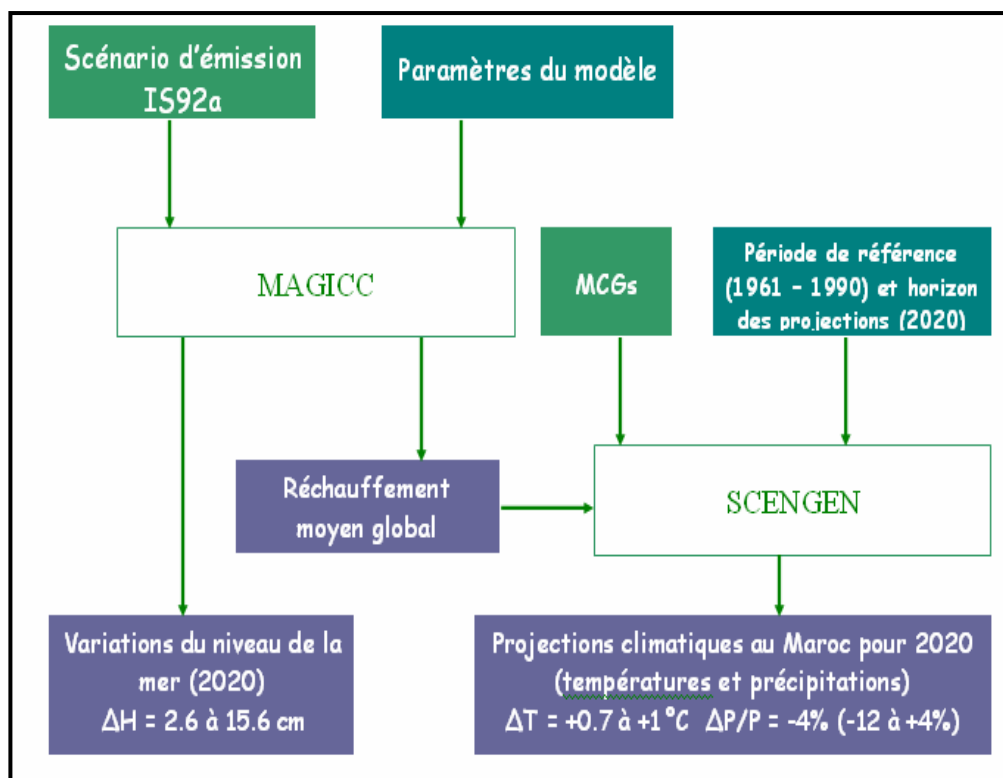 Scénario d'émission
IS92a
Paramètres du modèle
MAGICC
MCGs
Période de référence
(1961 - 1990) et horizon
des projections (2020)
Réchauffement
moyen global
SCENGEN
Variations du niveau de la
mer (2020)
ΔH = 2.6 à 15.6 cm
Projections climatiques au Maroc pour 2020
(températures et précipitations)
ΔT = +0.7 à +1 °C ΔP/P = -4% (-12 à +4%)